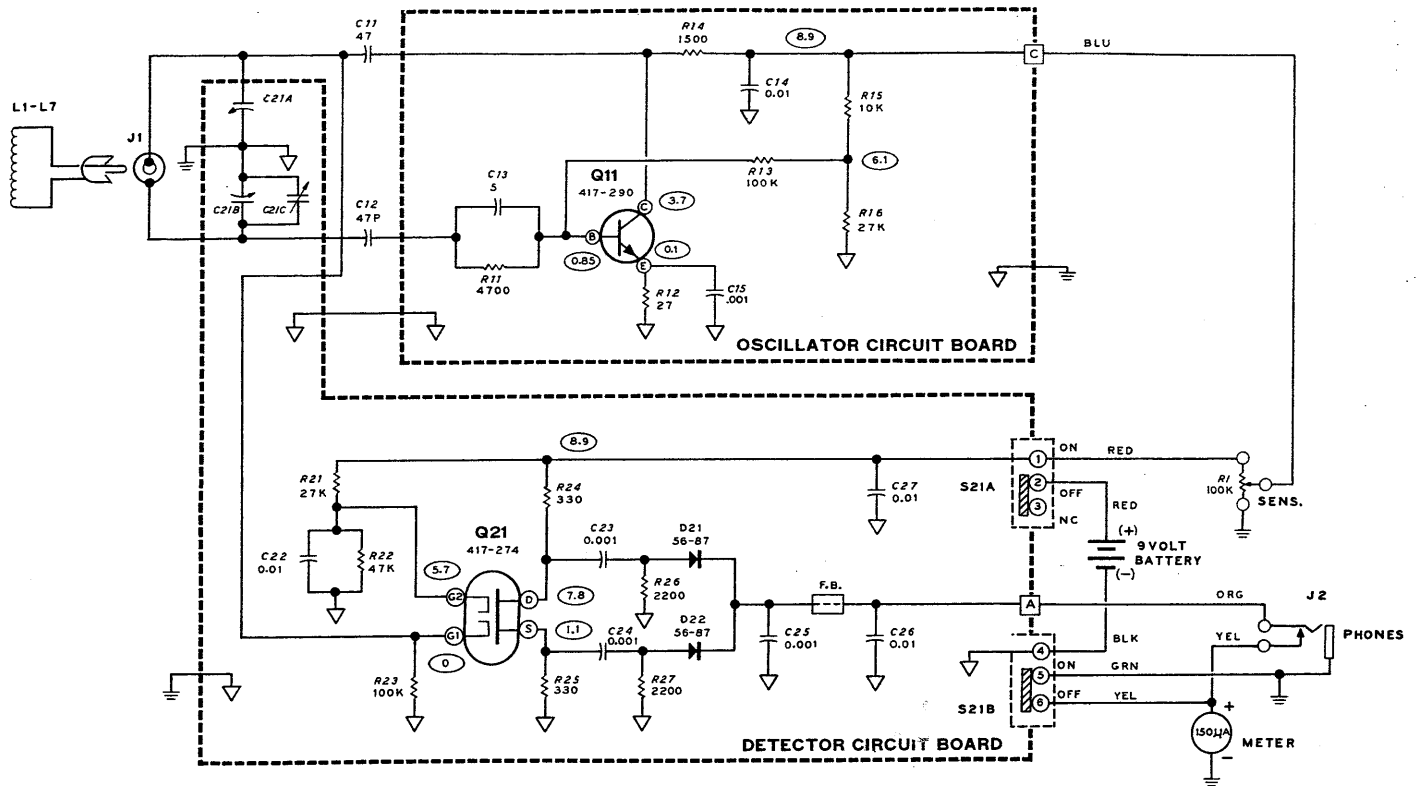 C11
47
R14
1500
8.9
C
BLU
C14
0.01
R15
10K
L1-L7
J1
C21A
C21B
C21C
C12
47P
C13
5
R11
4700
Q11
417-290
B
C
E
3.7
0.1
0.85
R13
100K
6.1
R16
27K
R12
27
C15
.001
OSCILLATOR CIRCUIT BOARD
8.9
R21
27K
R24
330
C27
0.01
S21A
1
2
3
ON
OFF
NC
RED
RED
R1
100K
SENS.
(+)
9 VOLT
BATTERY
(-)
C22
0.01
R22
47K
Q21
417-274
5.7
G2
G1
D
S
7.8
1.1
0
C23
0.001
D21
56-87
R26
2200
D22
56-87
C24
0.001
F.B.
A
ORG
J2
PHONES
C25
0.001
C26
0.01
R23
100K
R25
330
R27
2200
4
5
6
BLK
YEL
ON
GRN
OFF
YEL
S21B
+
150µA
-
METER
DETECTOR CIRCUIT BOARD